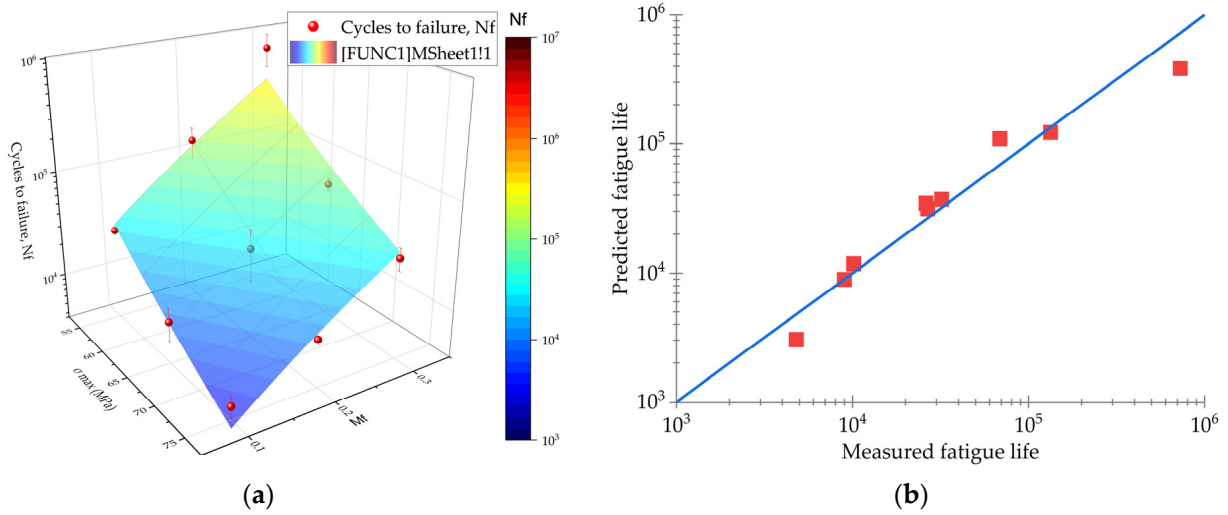 Cycles to failure, Nf
[FUNC1]MSheet1!1
Nf
10⁷
10⁶
10⁵
10⁴
10³
10⁶
10⁵
10⁴
Cycles to failure, Nf
55
60
65
70
75
σ max (MPa)
0.1
0.2
0.3
Mf
(a)
10⁶
10⁵
10⁴
10³
Predicted fatigue life
10³
10⁴
10⁵
10⁶
Measured fatigue life
(b)